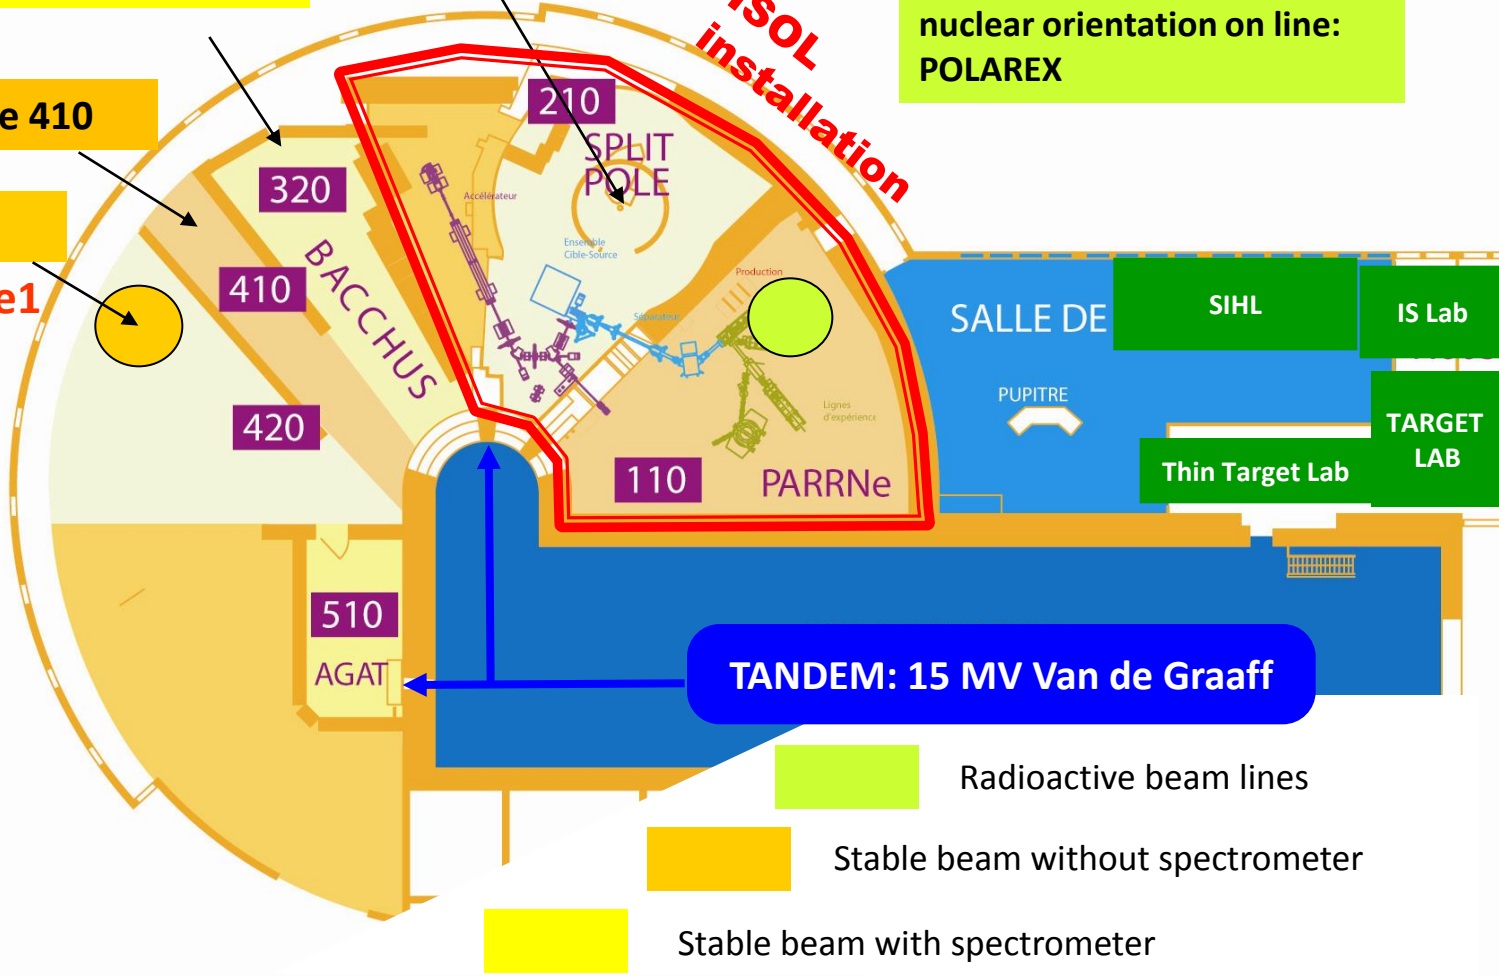 ISOL
installation
nuclear orientation on line:
POLAREX
e 410
e1
210
SPLIT
POLE
320
BACCHUS
410
420
Accélérateur
Ensemble
Cible-Source
Séparateur
Production
Lignes
d'expérience
110
PARRNe
SALLE DE
PUPITRE
SIHL
IS Lab
TARGET
LAB
Thin Target Lab
510
AGAT
TANDEM: 15 MV Van de Graaff
Radioactive beam lines
Stable beam without spectrometer
Stable beam with spectrometer